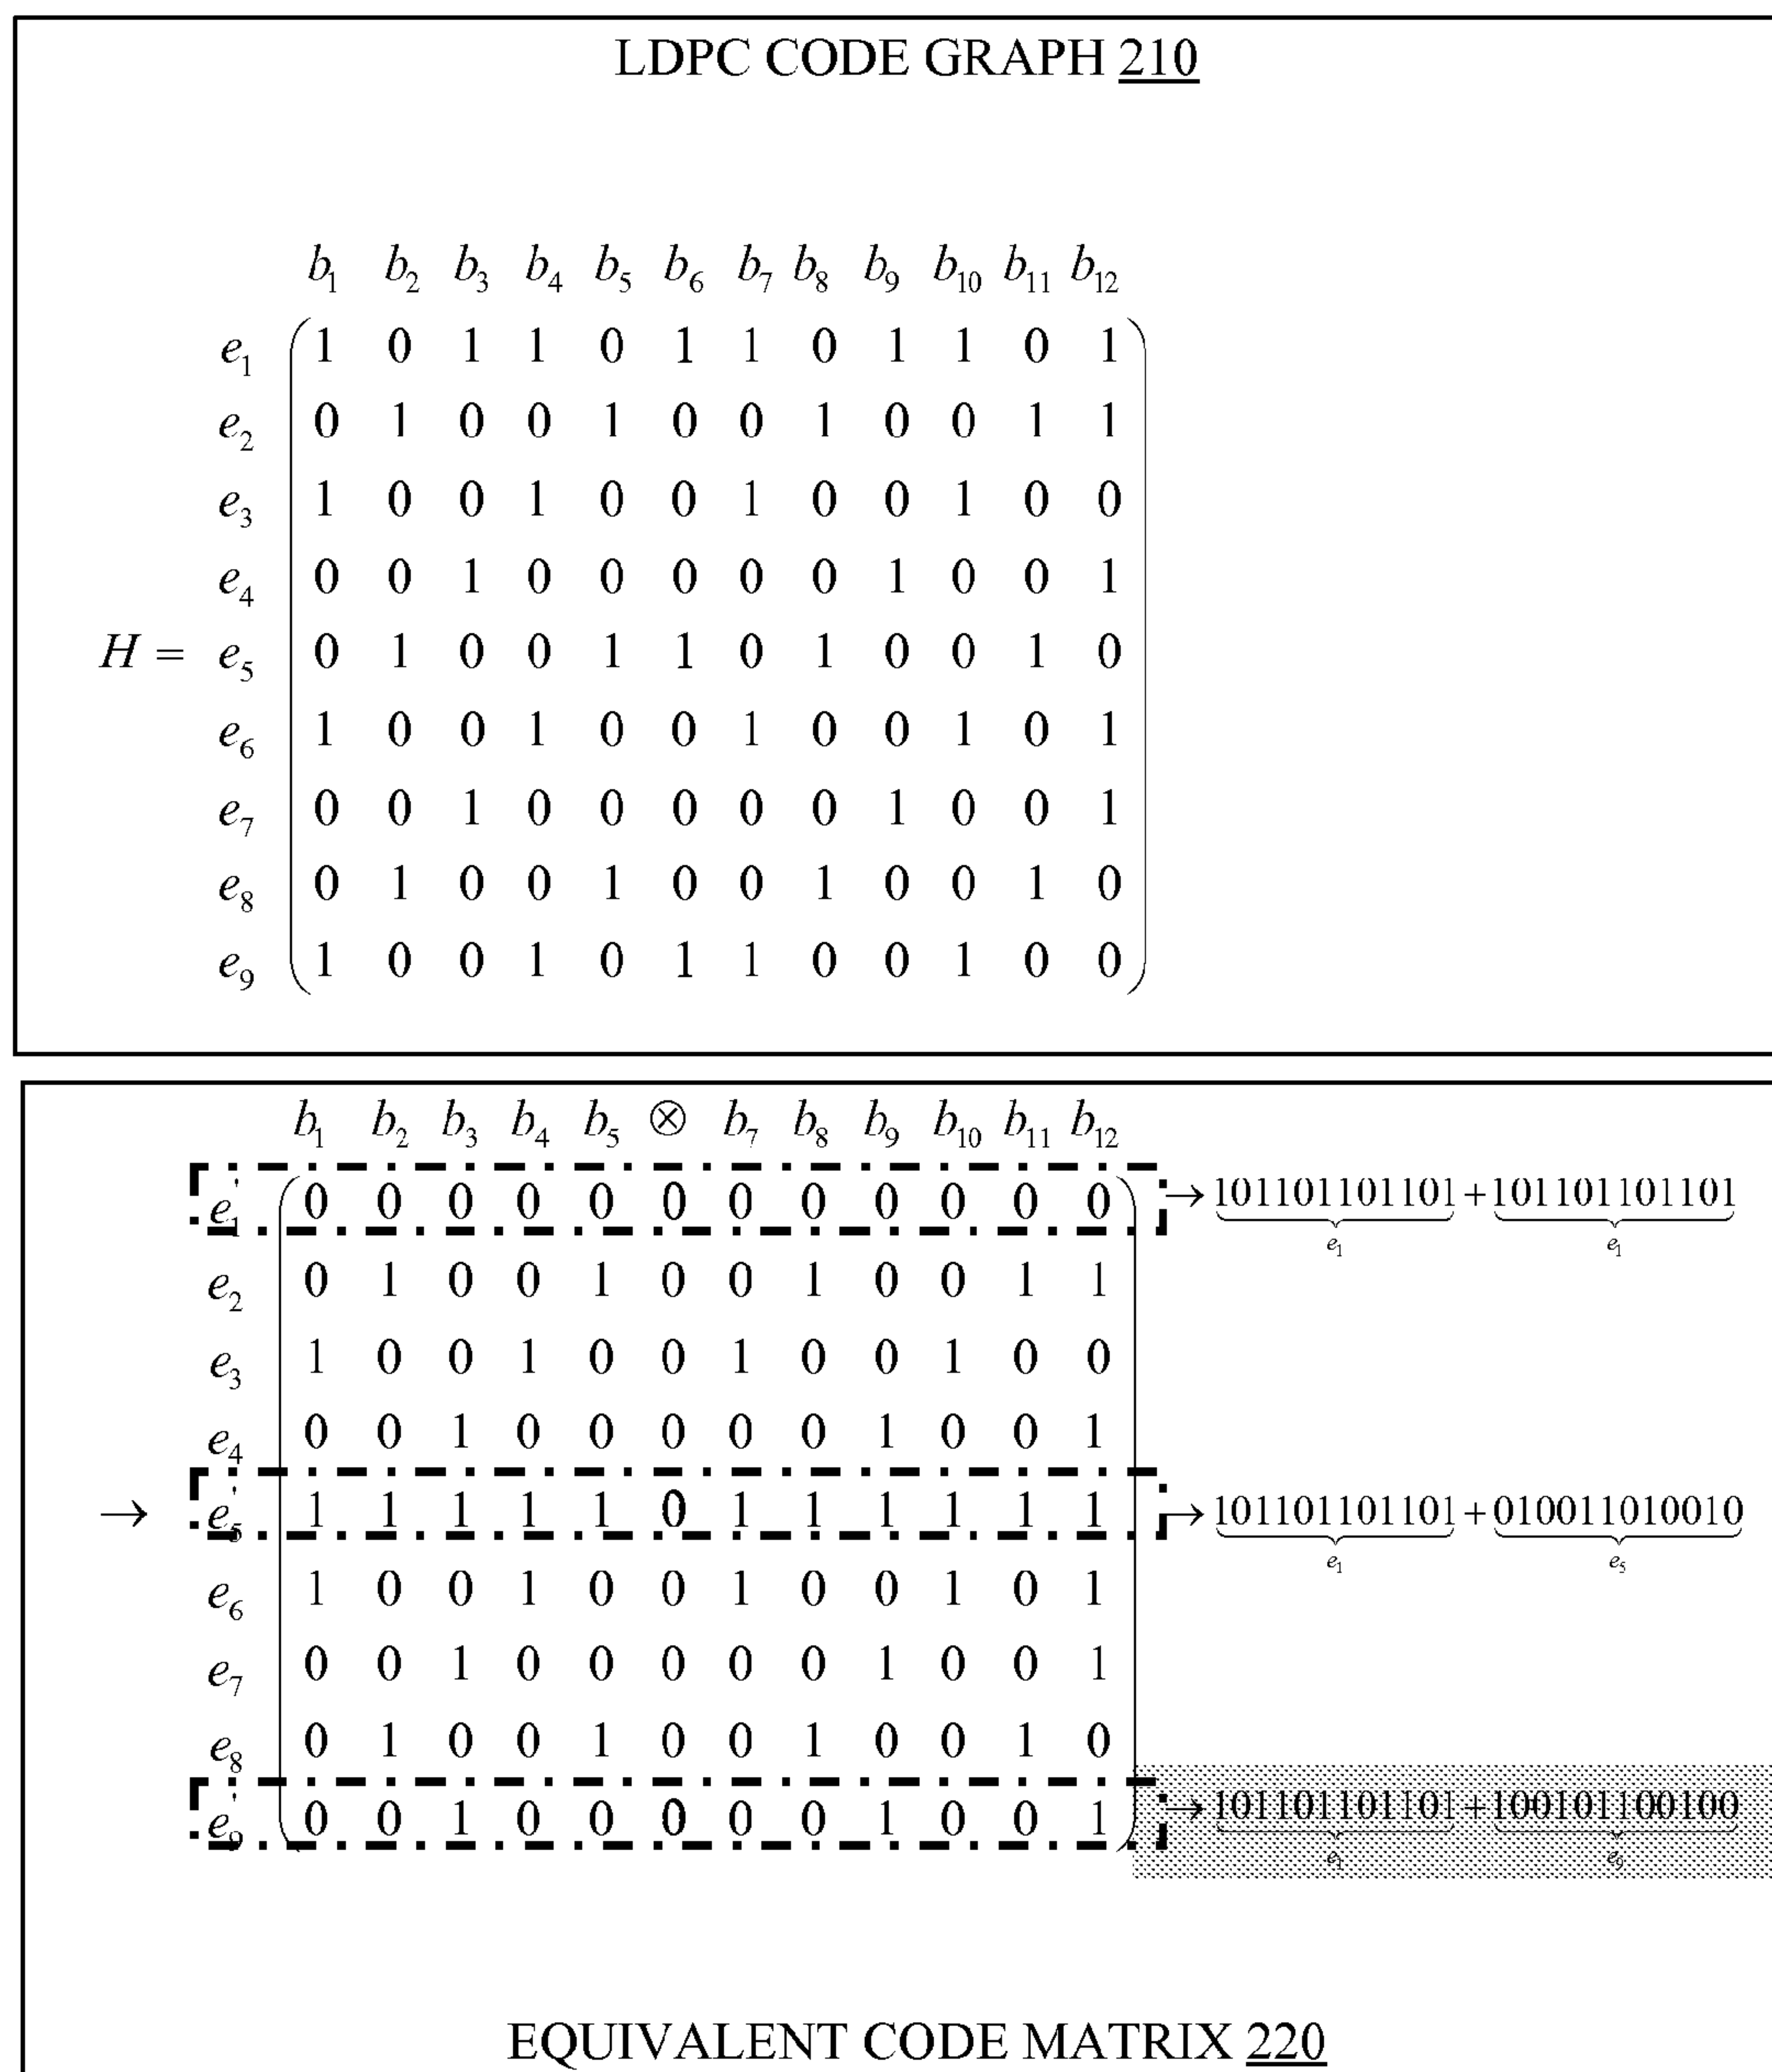 LDPC CODE GRAPH 210
b1 b2 b3 b4 b5 b6 b7 b8 b9 b10 b11 b12
e1 1 0 1 1 0 1 1 0 1 1 0 1
e2 0 1 0 0 1 0 0 1 0 0 1 1
e3 1 0 0 1 0 0 1 0 0 1 0 0
e4 0 0 1 0 0 0 0 0 1 0 0 1
H = e5 0 1 0 0 1 1 0 1 0 0 1 0
e6 1 0 0 1 0 0 1 0 0 1 0 1
e7 0 0 1 0 0 0 0 0 1 0 0 1
e8 0 1 0 0 1 0 0 1 0 0 1 0
e9 1 0 0 1 0 1 1 0 0 1 0 0
b1 b2 b3 b4 b5 ⊗ b7 b8 b9 b10 b11 b12
e1' 0 0 0 0 0 0 0 0 0 0 0 0 → 101101101101 + 101101101101
e1 e1
e2 0 1 0 0 1 0 0 1 0 0 1 1
e3 1 0 0 1 0 0 1 0 0 1 0 0
e4 0 0 1 0 0 0 0 0 1 0 0 1
→ e5' 1 1 1 1 1 0 1 1 1 1 1 1 → 101101101101 + 010011010010
e1 e5
e6 1 0 0 1 0 0 1 0 0 1 0 1
e7 0 0 1 0 0 0 0 0 1 0 0 1
e8 0 1 0 0 1 0 0 1 0 0 1 0
e9' 0 0 1 0 0 0 0 0 1 0 0 1 → 101101101101 + 100101100100
e1 e9
EQUIVALENT CODE MATRIX 220